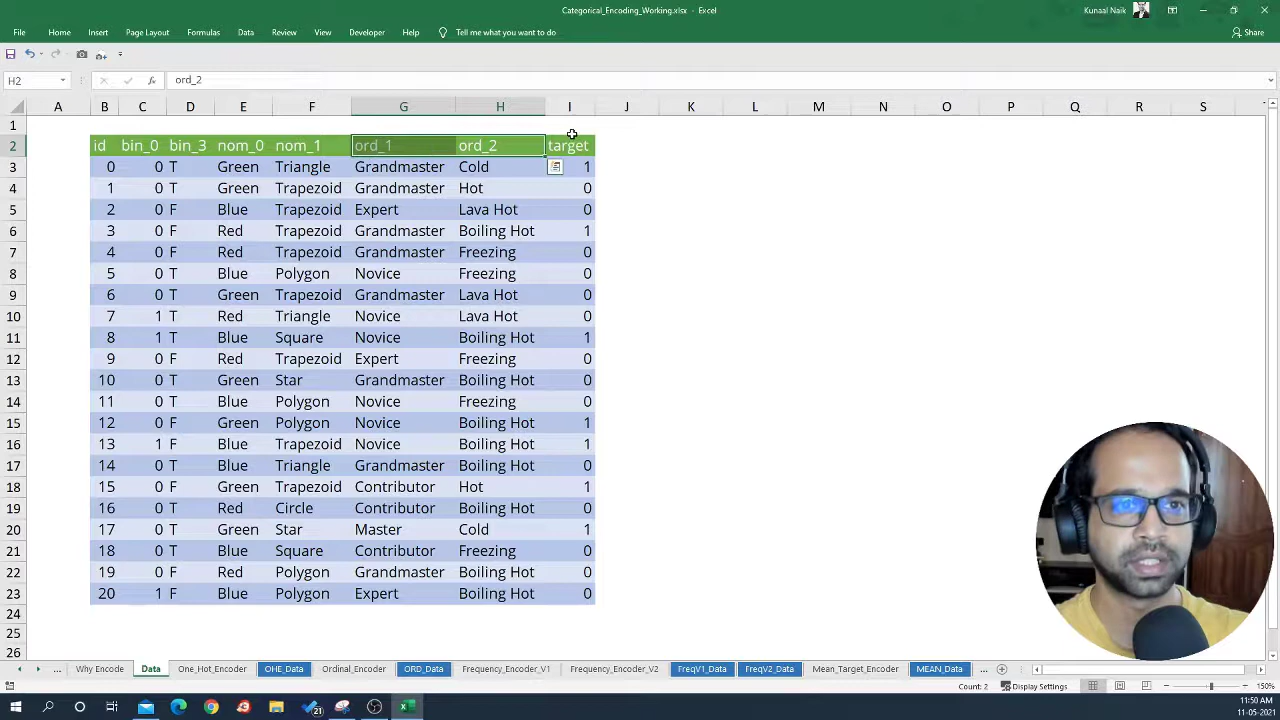 Categorical_Encoding_Working.xlsx - Excel
Kunaal Naik
File Home Insert Page Layout Formulas Data Review View Developer Help Tell me what you want to do Share
H2 fx ord_2
A B C D E F G H I J K L M N O P Q R S
1
2 id bin_0 bin_3 nom_0 nom_1 ord_1 ord_2 target
3 0 0 T Green Triangle Grandmaster Cold 1
4 1 0 T Green Trapezoid Grandmaster Hot 0
5 2 0 F Blue Trapezoid Expert Lava Hot 0
6 3 0 F Red Trapezoid Grandmaster Boiling Hot 1
7 4 0 F Red Trapezoid Grandmaster Freezing 0
8 5 0 T Blue Polygon Novice Freezing 0
9 6 0 T Green Trapezoid Grandmaster Lava Hot 0
10 7 1 T Red Triangle Novice Lava Hot 0
11 8 1 T Blue Square Novice Boiling Hot 1
12 9 0 F Red Trapezoid Expert Freezing 0
13 10 0 T Green Star Grandmaster Boiling Hot 0
14 11 0 T Blue Polygon Novice Freezing 0
15 12 0 F Green Polygon Novice Boiling Hot 1
16 13 1 F Blue Trapezoid Novice Boiling Hot 1
17 14 0 T Blue Triangle Grandmaster Boiling Hot 0
18 15 0 F Green Trapezoid Contributor Hot 1
19 16 0 T Red Circle Contributor Boiling Hot 0
20 17 0 T Green Star Master Cold 1
21 18 0 T Blue Square Contributor Freezing 0
22 19 0 F Red Polygon Grandmaster Boiling Hot 0
23 20 1 F Blue Polygon Expert Boiling Hot 0
24
25
26
... Why Encode Data One_Hot_Encoder OHE_Data Ordinal_Encoder ORD_Data Frequency_Encoder_V1 Frequency_Encoder_V2 FreqV1_Data FreqV2_Data Mean_Target_Encoder MEAN_Data ...
Count: 2 Display Settings 150%
21 11:50 AM
11-05-2021